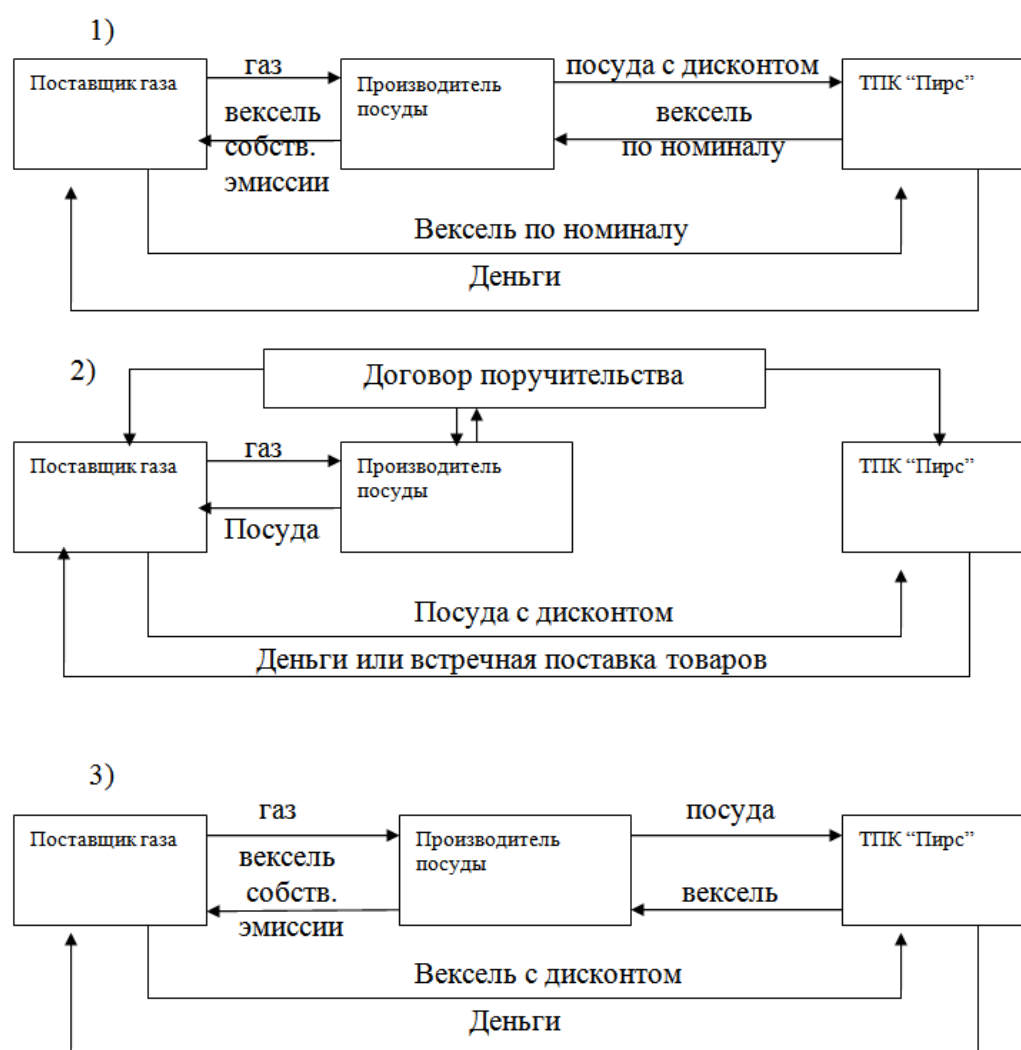 1)
газ
посуда с дисконтом
Поставщик газа
Производитель
посуды
ТПК “Пирс”
вексель
собств.
эмиссии
вексель
по номиналу
Вексель по номиналу
Деньги
2)
Договор поручительства
газ
Поставщик газа
Производитель
посуды
ТПК “Пирс”
Посуда
Посуда с дисконтом
Деньги или встречная поставка товаров
3)
газ
посуда
Поставщик газа
Производитель
посуды
ТПК “Пирс”
вексель
собств.
эмиссии
вексель
Вексель с дисконтом
Деньги